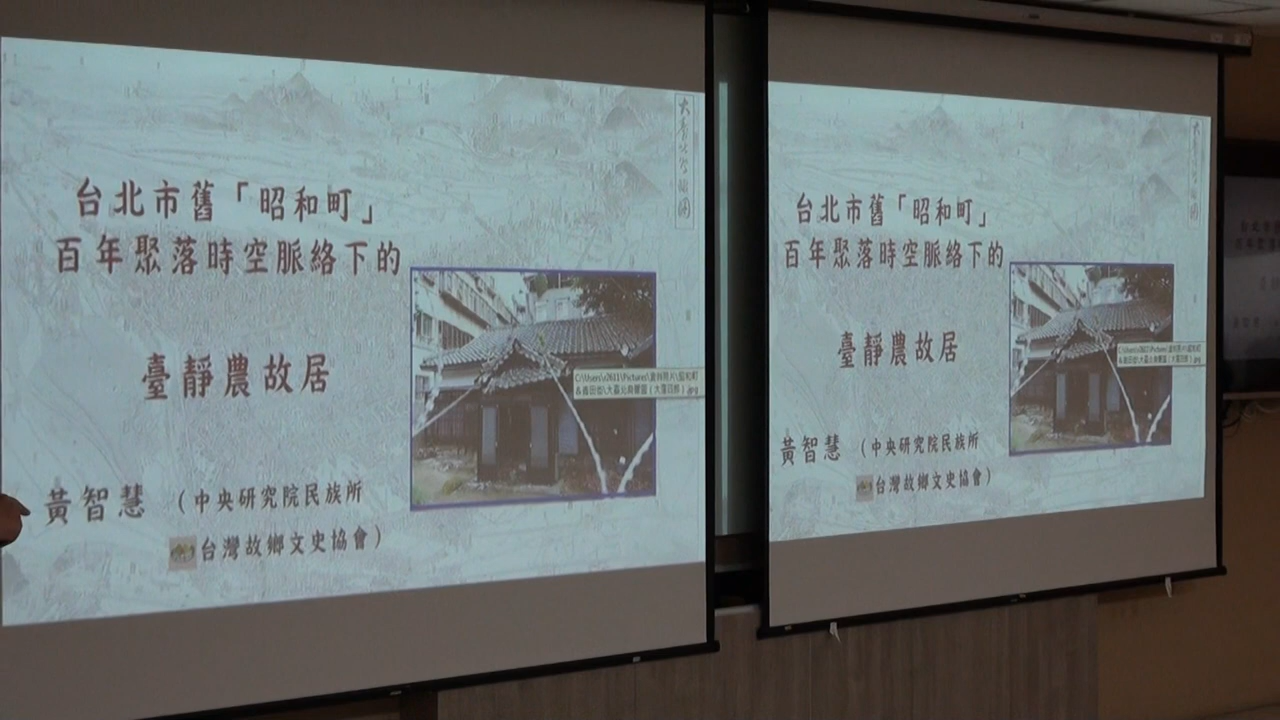 台北市舊「昭和町」
百年聚落時空脈絡下的
臺靜農故居
黃智慧 (中央研究院民族所
台灣故鄉文史協會)
台北市舊「昭和町」
百年聚落時空脈絡下的
臺靜農故居
黃智慧 (中央研究院民族所
台灣故鄉文史協會)